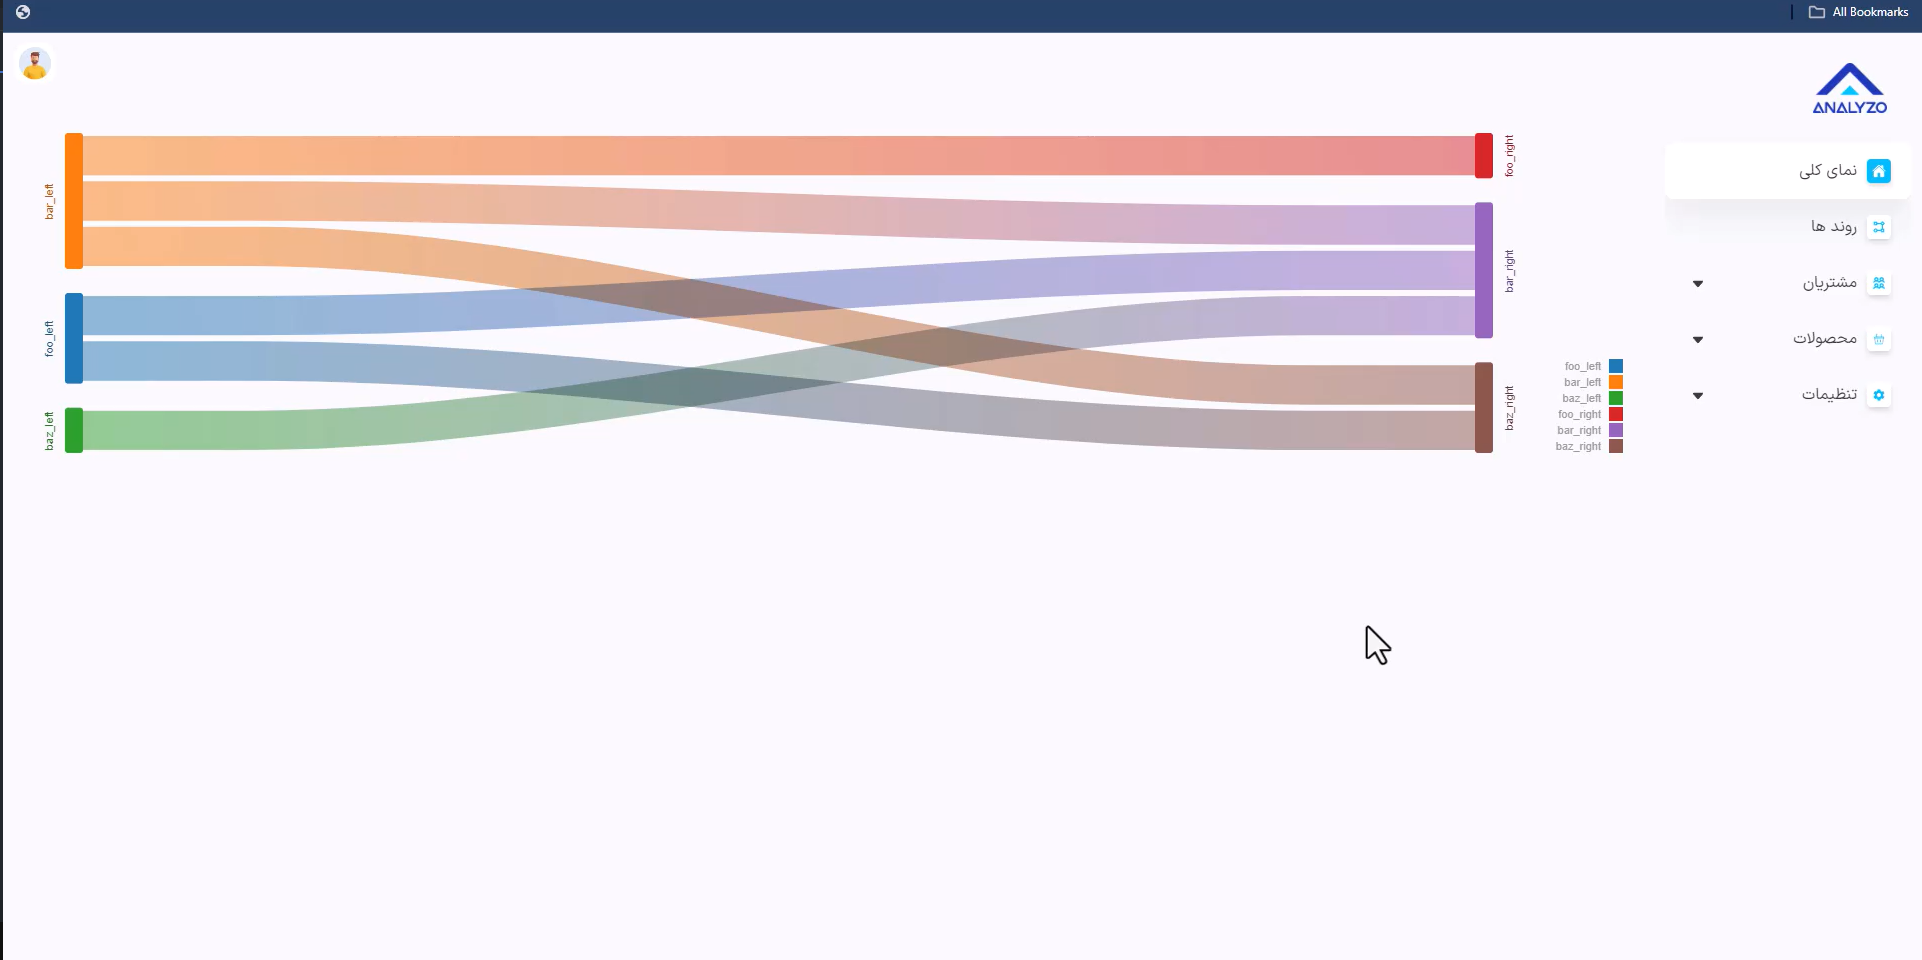 All Bookmarks
ANALYZO
نمای کلی
روند ها
مشتریان
محصولات
تنظیمات
bar_left
foo_left
baz_left
foo_right
bar_right
baz_right
foo_left
bar_left
baz_left
foo_right
bar_right
baz_right